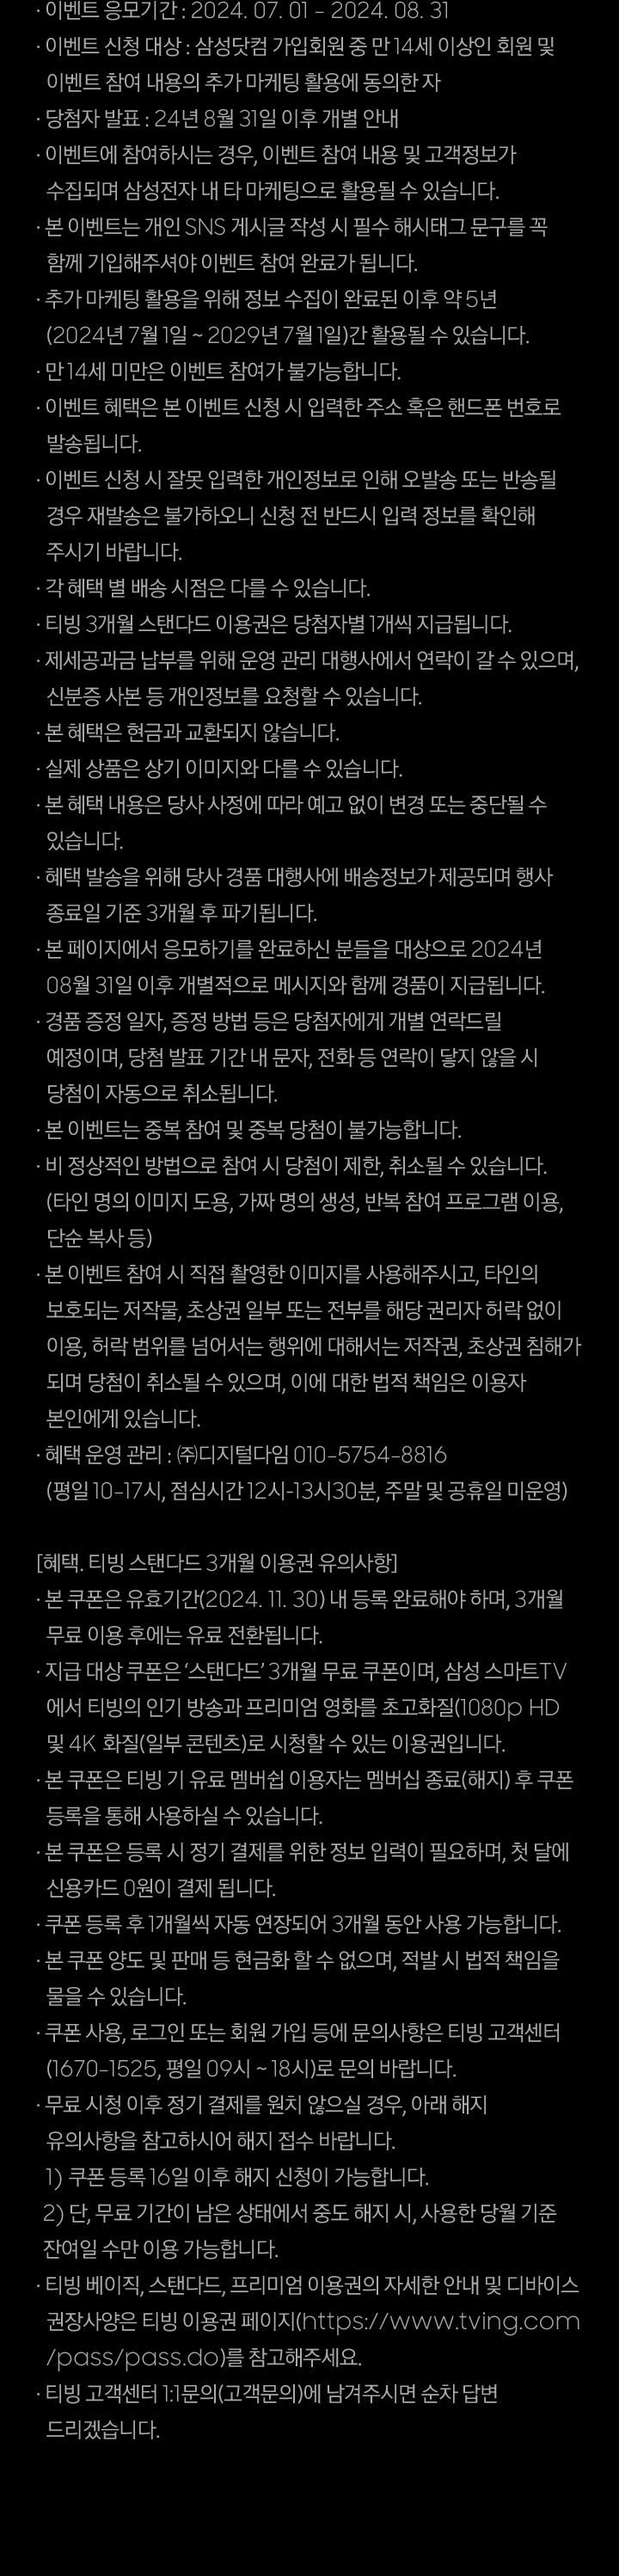 · 이벤트 응모기간 : 2024. 07. 01 - 2024. 08. 31
· 이벤트 신청 대상 : 삼성닷컴 가입회원 중 만 14세 이상인 회원 및
이벤트 참여 내용의 추가 마케팅 활용에 동의한 자
· 당첨자 발표 : 24년 8월 31일 이후 개별 안내
· 이벤트에 참여하시는 경우, 이벤트 참여 내용 및 고객정보가
수집되며 삼성전자 내 타 마케팅으로 활용될 수 있습니다.
· 본 이벤트는 개인 SNS 게시글 작성 시 필수 해시태그 문구를 꼭
함께 기입해주셔야 이벤트 참여 완료가 됩니다.
· 추가 마케팅 활용을 위해 정보 수집이 완료된 이후 약 5년
(2024년 7월 1일 ~ 2029년 7월 1일)간 활용될 수 있습니다.
· 만 14세 미만은 이벤트 참여가 불가능합니다.
· 이벤트 혜택은 본 이벤트 신청 시 입력한 주소 혹은 핸드폰 번호로
발송됩니다.
· 이벤트 신청 시 잘못 입력한 개인정보로 인해 오발송 또는 반송될
경우 재발송은 불가하오니 신청 전 반드시 입력 정보를 확인해
주시기 바랍니다.
· 각 혜택 별 배송 시점은 다를 수 있습니다.
· 티빙 3개월 스탠다드 이용권은 당첨자별 1개씩 지급됩니다.
· 제세공과금 납부를 위해 운영 관리 대행사에서 연락이 갈 수 있으며,
신분증 사본 등 개인정보를 요청할 수 있습니다.
· 본 혜택은 현금과 교환되지 않습니다.
· 실제 상품은 상기 이미지와 다를 수 있습니다.
· 본 혜택 내용은 당사 사정에 따라 예고 없이 변경 또는 중단될 수
있습니다.
· 혜택 발송을 위해 당사 경품 대행사에 배송정보가 제공되며 행사
종료일 기준 3개월 후 파기됩니다.
· 본 페이지에서 응모하기를 완료하신 분들을 대상으로 2024년
08월 31일 이후 개별적으로 메시지와 함께 경품이 지급됩니다.
· 경품 증정 일자, 증정 방법 등은 당첨자에게 개별 연락드릴
예정이며, 당첨 발표 기간 내 문자, 전화 등 연락이 닿지 않을 시
당첨이 자동으로 취소됩니다.
· 본 이벤트는 중복 참여 및 중복 당첨이 불가능합니다.
· 비 정상적인 방법으로 참여 시 당첨이 제한, 취소될 수 있습니다.
(타인 명의 이미지 도용, 가짜 명의 생성, 반복 참여 프로그램 이용,
단순 복사 등)
· 본 이벤트 참여 시 직접 촬영한 이미지를 사용해주시고, 타인의
보호되는 저작물, 초상권 일부 또는 전부를 해당 권리자 허락 없이
이용, 허락 범위를 넘어서는 행위에 대해서는 저작권, 초상권 침해가
되며 당첨이 취소될 수 있으며, 이에 대한 법적 책임은 이용자
본인에게 있습니다.
· 혜택 운영 관리 : ㈜디지털다임 010-5754-8816
(평일 10-17시, 점심시간 12시-13시30분, 주말 및 공휴일 미운영)
[혜택. 티빙 스탠다드 3개월 이용권 유의사항]
· 본 쿠폰은 유효기간(2024. 11. 30) 내 등록 완료해야 하며, 3개월
무료 이용 후에는 유료 전환됩니다.
· 지급 대상 쿠폰은 ‘스탠다드’ 3개월 무료 쿠폰이며, 삼성 스마트TV
에서 티빙의 인기 방송과 프리미엄 영화를 초고화질(1080p HD
및 4K 화질(일부 콘텐츠)로 시청할 수 있는 이용권입니다.
· 본 쿠폰은 티빙 기 유료 멤버쉽 이용자는 멤버십 종료(해지) 후 쿠폰
등록을 통해 사용하실 수 있습니다.
· 본 쿠폰은 등록 시 정기 결제를 위한 정보 입력이 필요하며, 첫 달에
신용카드 0원이 결제 됩니다.
· 쿠폰 등록 후 1개월씩 자동 연장되어 3개월 동안 사용 가능합니다.
· 본 쿠폰 양도 및 판매 등 현금화 할 수 없으며, 적발 시 법적 책임을
물을 수 있습니다.
· 쿠폰 사용, 로그인 또는 회원 가입 등에 문의사항은 티빙 고객센터
(1670-1525, 평일 09시 ~ 18시)로 문의 바랍니다.
· 무료 시청 이후 정기 결제를 원치 않으실 경우, 아래 해지
유의사항을 참고하시어 해지 접수 바랍니다.
1) 쿠폰 등록 16일 이후 해지 신청이 가능합니다.
2) 단, 무료 기간이 남은 상태에서 중도 해지 시, 사용한 당월 기준
잔여일 수만 이용 가능합니다.
· 티빙 베이직, 스탠다드, 프리미엄 이용권의 자세한 안내 및 디바이스
권장사양은 티빙 이용권 페이지(https://www.tving.com
/pass/pass.do)를 참고해주세요.
· 티빙 고객센터 1:1문의(고객문의)에 남겨주시면 순차 답변
드리겠습니다.